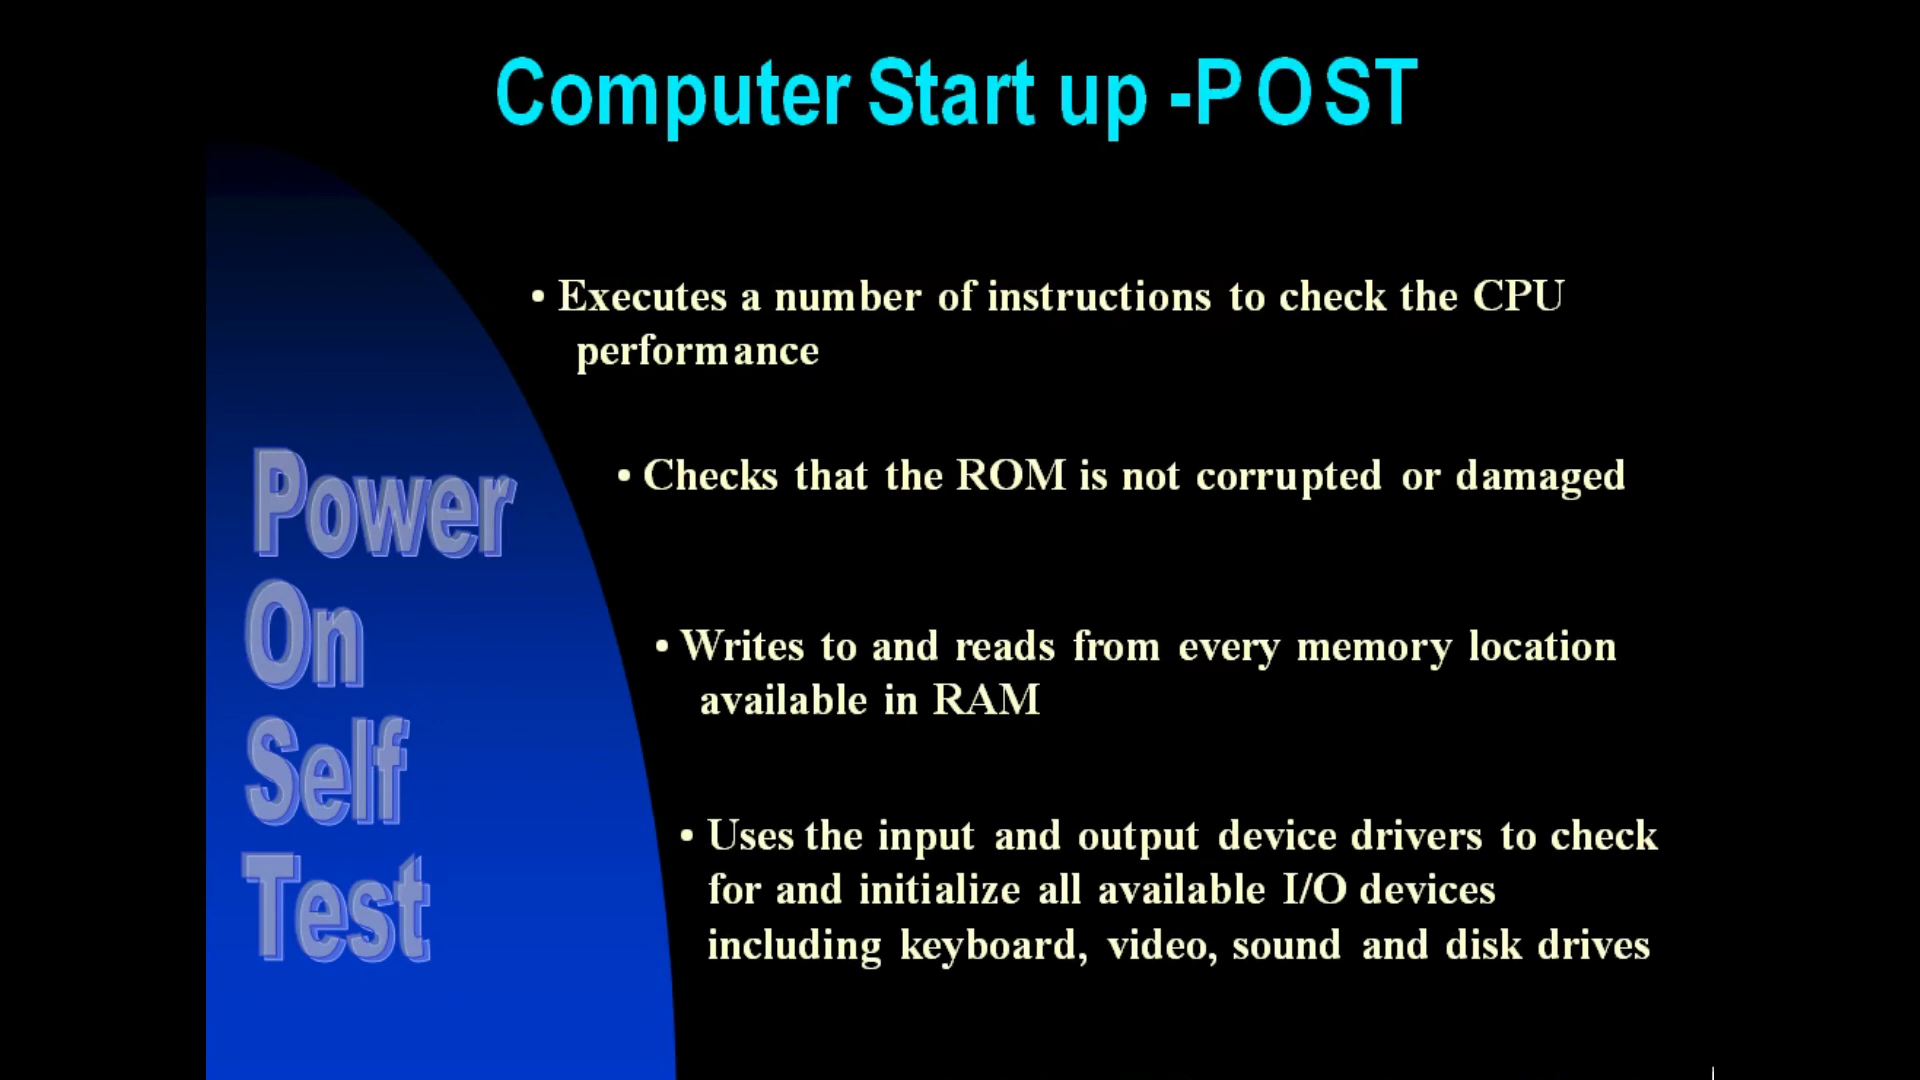 Computer Start up -POST
• Executes a number of instructions to check the CPU
performance
• Checks that the ROM is not corrupted or damaged
• Writes to and reads from every memory location
available in RAM
• Uses the input and output device drivers to check
for and initialize all available I/O devices
including keyboard, video, sound and disk drives
Power
On
Self
Test